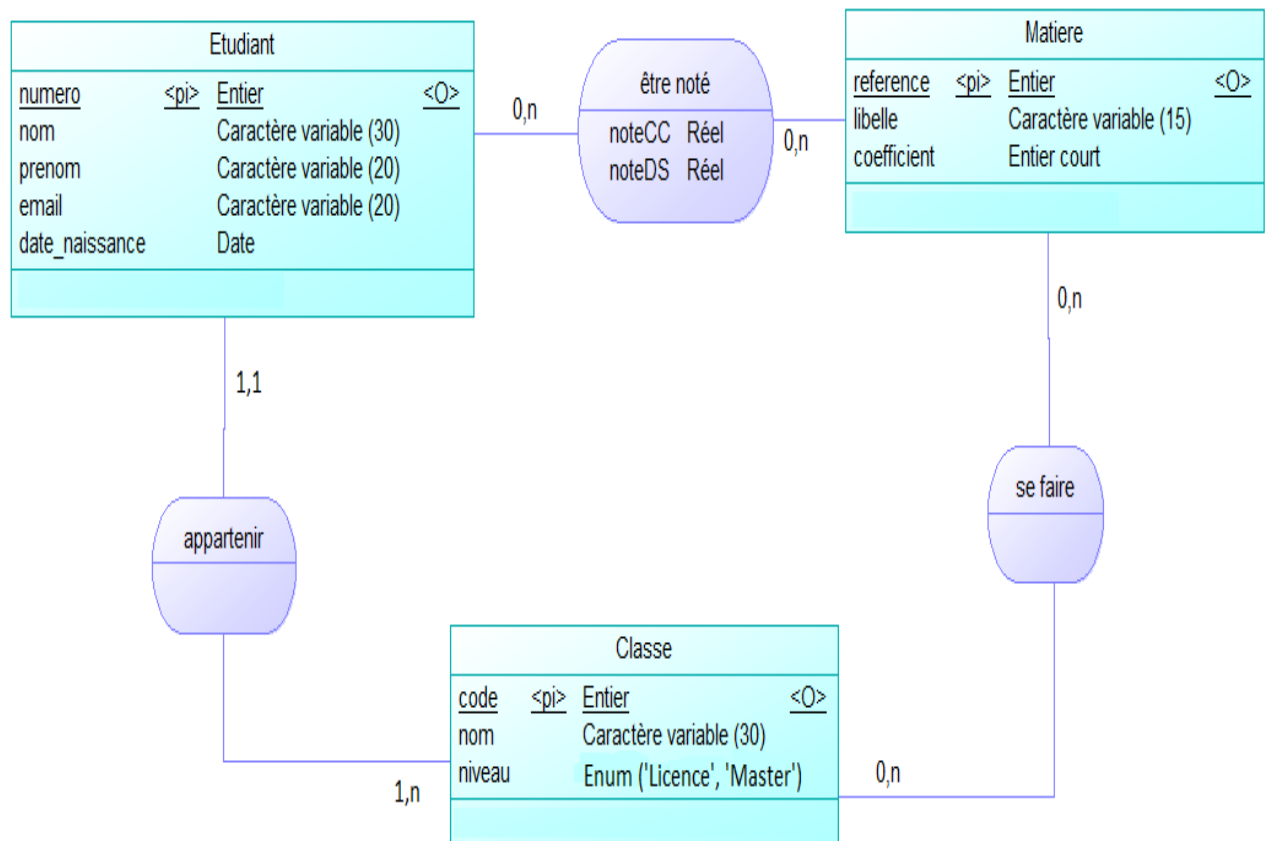 Etudiant
numero <pi> Entier <O>
nom Caractère variable (30)
prenom Caractère variable (20)
email Caractère variable (20)
date_naissance Date
0,n
être noté
noteCC Réel
noteDS Réel
0,n
Matiere
reference <pi> Entier <O>
libelle Caractère variable (15)
coefficient Entier court
1,1
0,n
appartenir
se faire
1,n
Classe
code <pi> Entier <O>
nom Caractère variable (30)
niveau Enum ('Licence', 'Master')
0,n